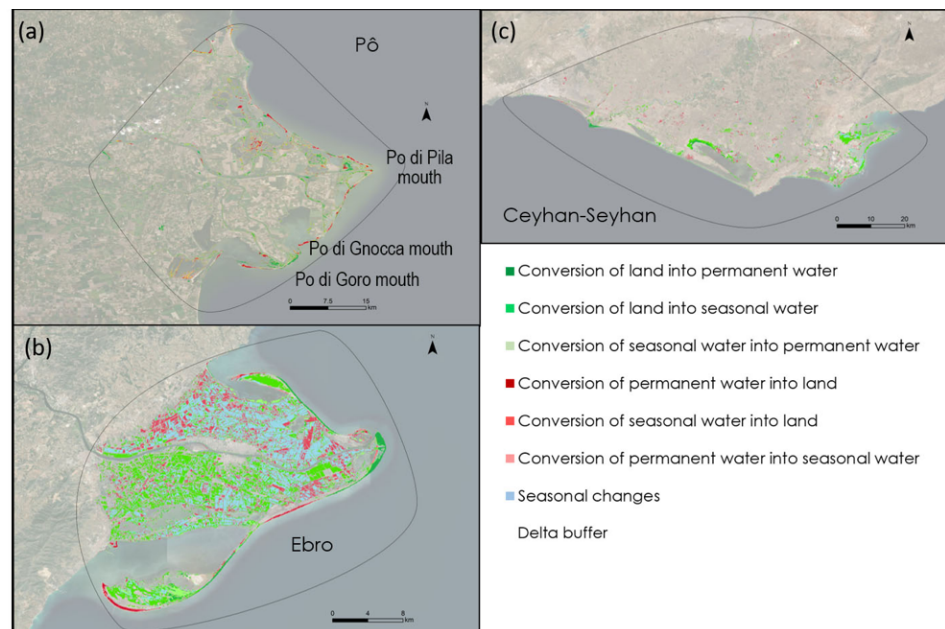 (a)
Pô
N
Po di Pila
mouth
Po di Gnocca mouth
Po di Goro mouth
0 7.5 15
km
(b)
N
Ebro
0 4 8
km
(c)
N
Ceyhan-Seyhan
0 10 20
km
Conversion of land into permanent water
Conversion of land into seasonal water
Conversion of seasonal water into permanent water
Conversion of permanent water into land
Conversion of seasonal water into land
Conversion of permanent water into seasonal water
Seasonal changes
Delta buffer